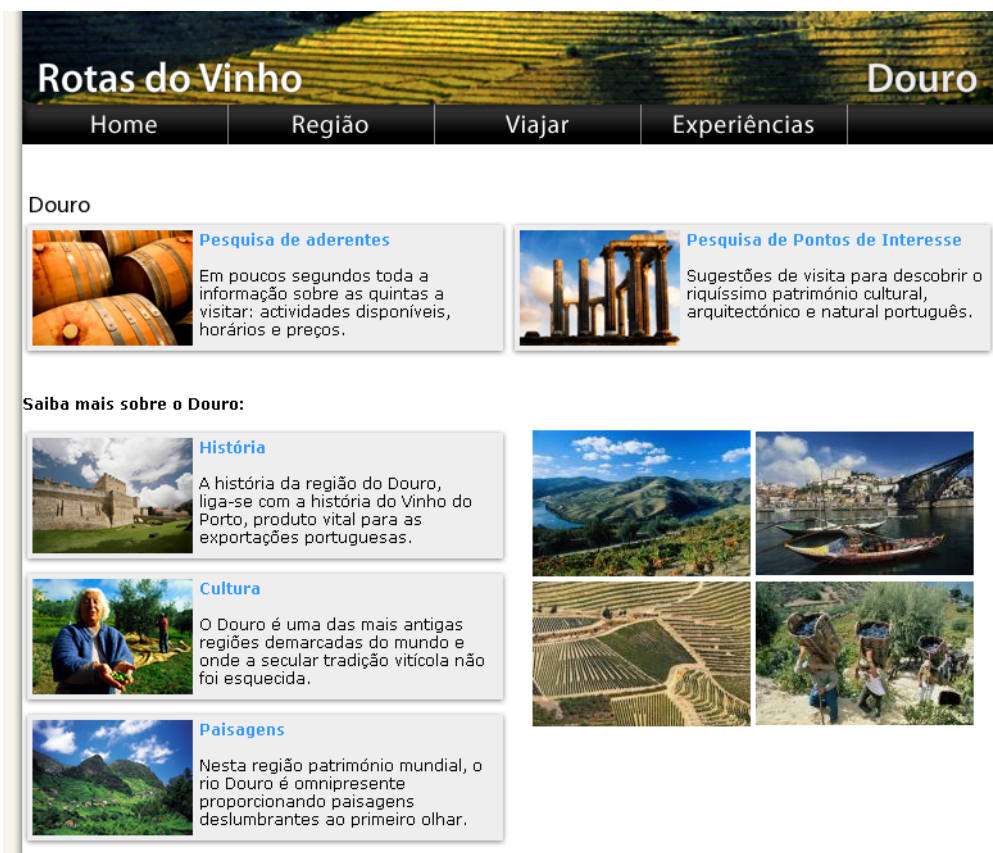 Rotas do Vinho
Douro
Home
Região
Viajar
Experiências
Douro
Pesquisa de aderentes
Em poucos segundos toda a
informação sobre as quintas a
visitar: actividades disponíveis,
horários e preços.
Pesquisa de Pontos de Interesse
Sugestões de visita para descobrir o
riquíssimo património cultural,
arquitectónico e natural português.
Saiba mais sobre o Douro:
História
A história da região do Douro,
liga-se com a história do Vinho do
Porto, produto vital para as
exportações portuguesas.
Cultura
O Douro é uma das mais antigas
regiões demarcadas do mundo e
onde a secular tradição vitícola não
foi esquecida.
Paisagens
Nesta região património mundial, o
rio Douro é omnipresente
proporcionando paisagens
deslumbrantes ao primeiro olhar.